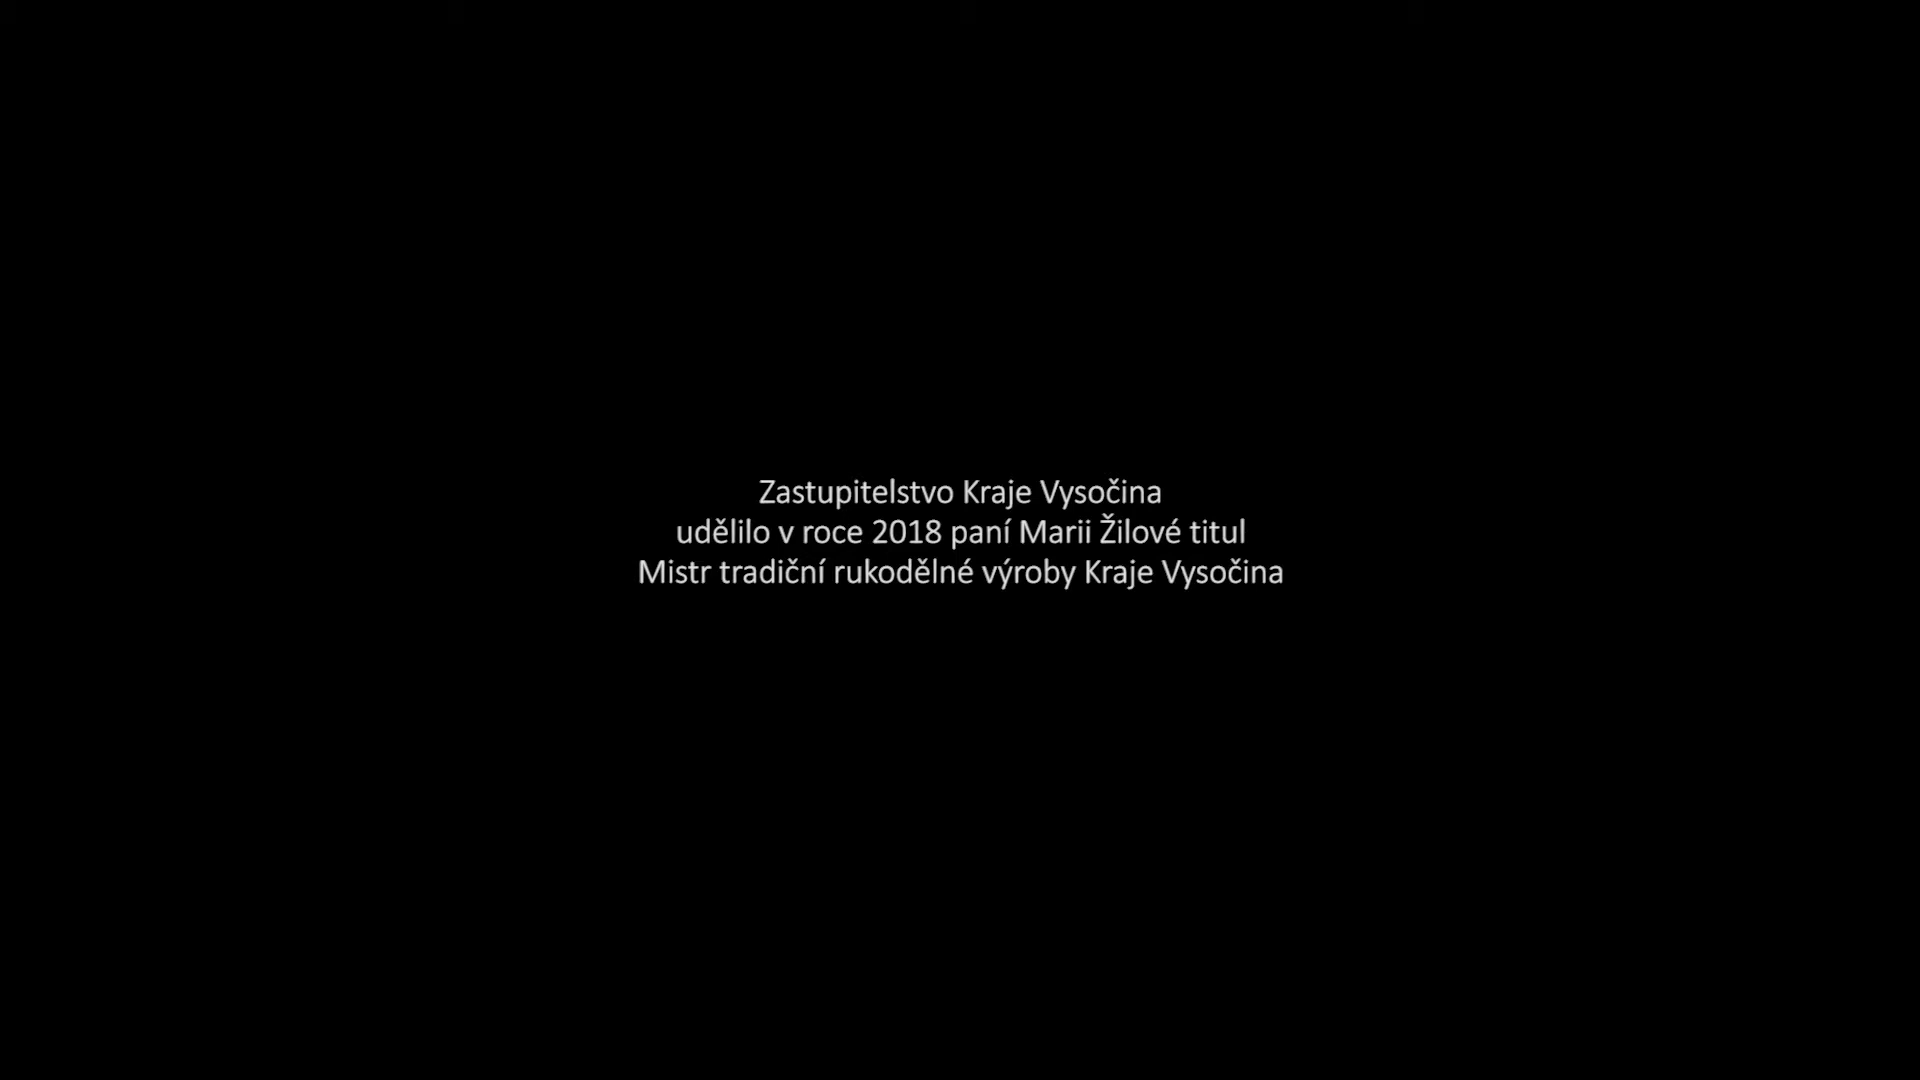 Zastupitelstvo Kraje Vysočina
udělilo v roce 2018 paní Marii Žilové titul
Mistr tradiční rukodělné výroby Kraje Vysočina